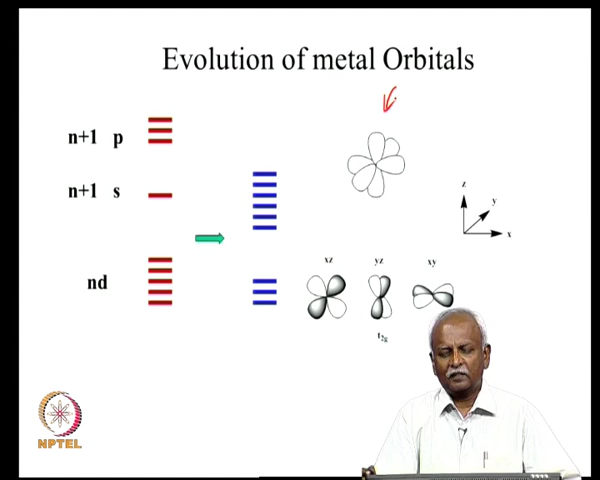 Evolution of metal Orbitals
n+1 p
n+1 s
nd
z
y
x
xz yz xy
t2g
NPTEL